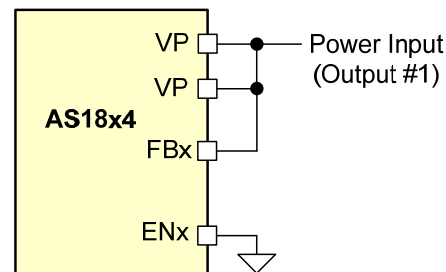 VP
Power Input
(Output #1)
VP
AS18x4
FBx
ENx